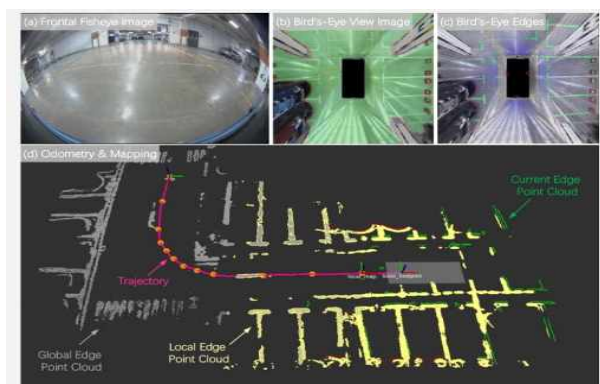 (a) Frontal Fisheye Image
(b) Bird's-Eye View Image
(c) Bird's-Eye Edges
(d) Odometry & Mapping
Current Edge
Point Cloud
Trajectory
Global Edge
Point Cloud
Local Edge
Point Cloud